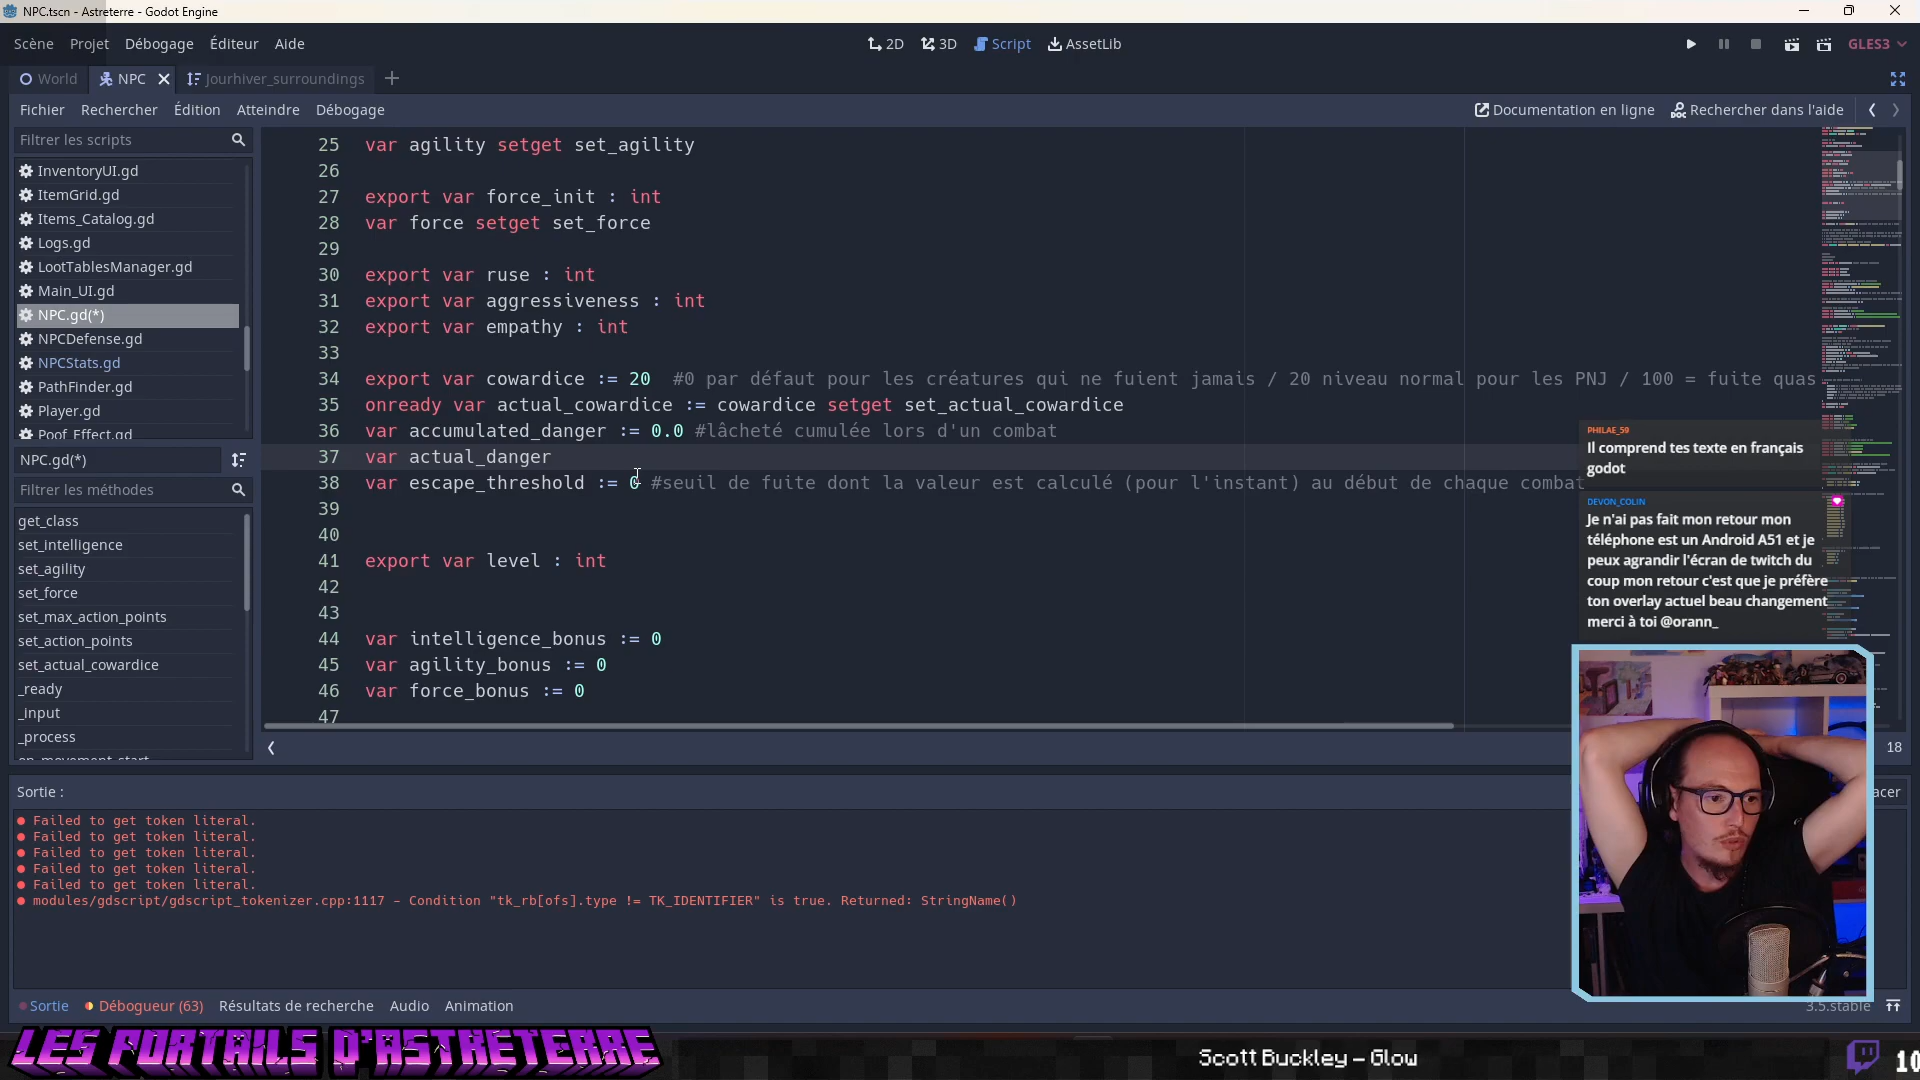 NPC.tscn - Astreterre - Godot Engine
Scène Projet Débogage Éditeur Aide
2D 3D Script AssetLib
GLES3
World NPC Jourhiver_surroundings
Fichier Rechercher Édition Atteindre Débogage
Documentation en ligne Rechercher dans l'aide
Filtrer les scripts
InventoryUI.gd
ItemGrid.gd
Items_Catalog.gd
Logs.gd
LootTablesManager.gd
Main_UI.gd
NPC.gd(*)
NPCDefense.gd
NPCStats.gd
PathFinder.gd
Player.gd
Poof_Effect.gd
NPC.gd(*)
Filtrer les méthodes
get_class
set_intelligence
set_agility
set_force
set_max_action_points
set_action_points
set_actual_cowardice
_ready
_input
_process
on_movement_start
25 var agility setget set_agility
26
27 export var force_init : int
28 var force setget set_force
29
30 export var ruse : int
31 export var aggressiveness : int
32 export var empathy : int
33
34 export var cowardice := 20 #0 par défaut pour les créatures qui ne fuient jamais / 20 niveau normal pour les PNJ / 100 = fuite quas
35 onready var actual_cowardice := cowardice setget set_actual_cowardice
36 var accumulated_danger := 0.0 #lâcheté cumulée lors d'un combat
37 var actual_danger
38 var escape_threshold := 0 #seuil de fuite dont la valeur est calculé (pour l'instant) au début de chaque combat
39
40
41 export var level : int
42
43
44 var intelligence_bonus := 0
45 var agility_bonus := 0
46 var force_bonus := 0
47
18
PHILAE_59
Il comprend tes texte en français
godot
DEVON_COLIN
Je n'ai pas fait mon retour mon
téléphone est un Android A51 et je
peux agrandir l'écran de twitch du
coup mon retour c'est que je préfère
ton overlay actuel beau changement
merci à toi @orann_
Sortie :
acer
Failed to get token literal.
Failed to get token literal.
Failed to get token literal.
Failed to get token literal.
Failed to get token literal.
modules/gdscript/gdscript_tokenizer.cpp:1117 - Condition "tk_rb[ofs].type != TK_IDENTIFIER" is true. Returned: StringName()
Sortie Débogueur (63) Résultats de recherche Audio Animation
3.5.stable
LES PORTAILS D'ASTRETERRE
Scott Buckley – Glow
10